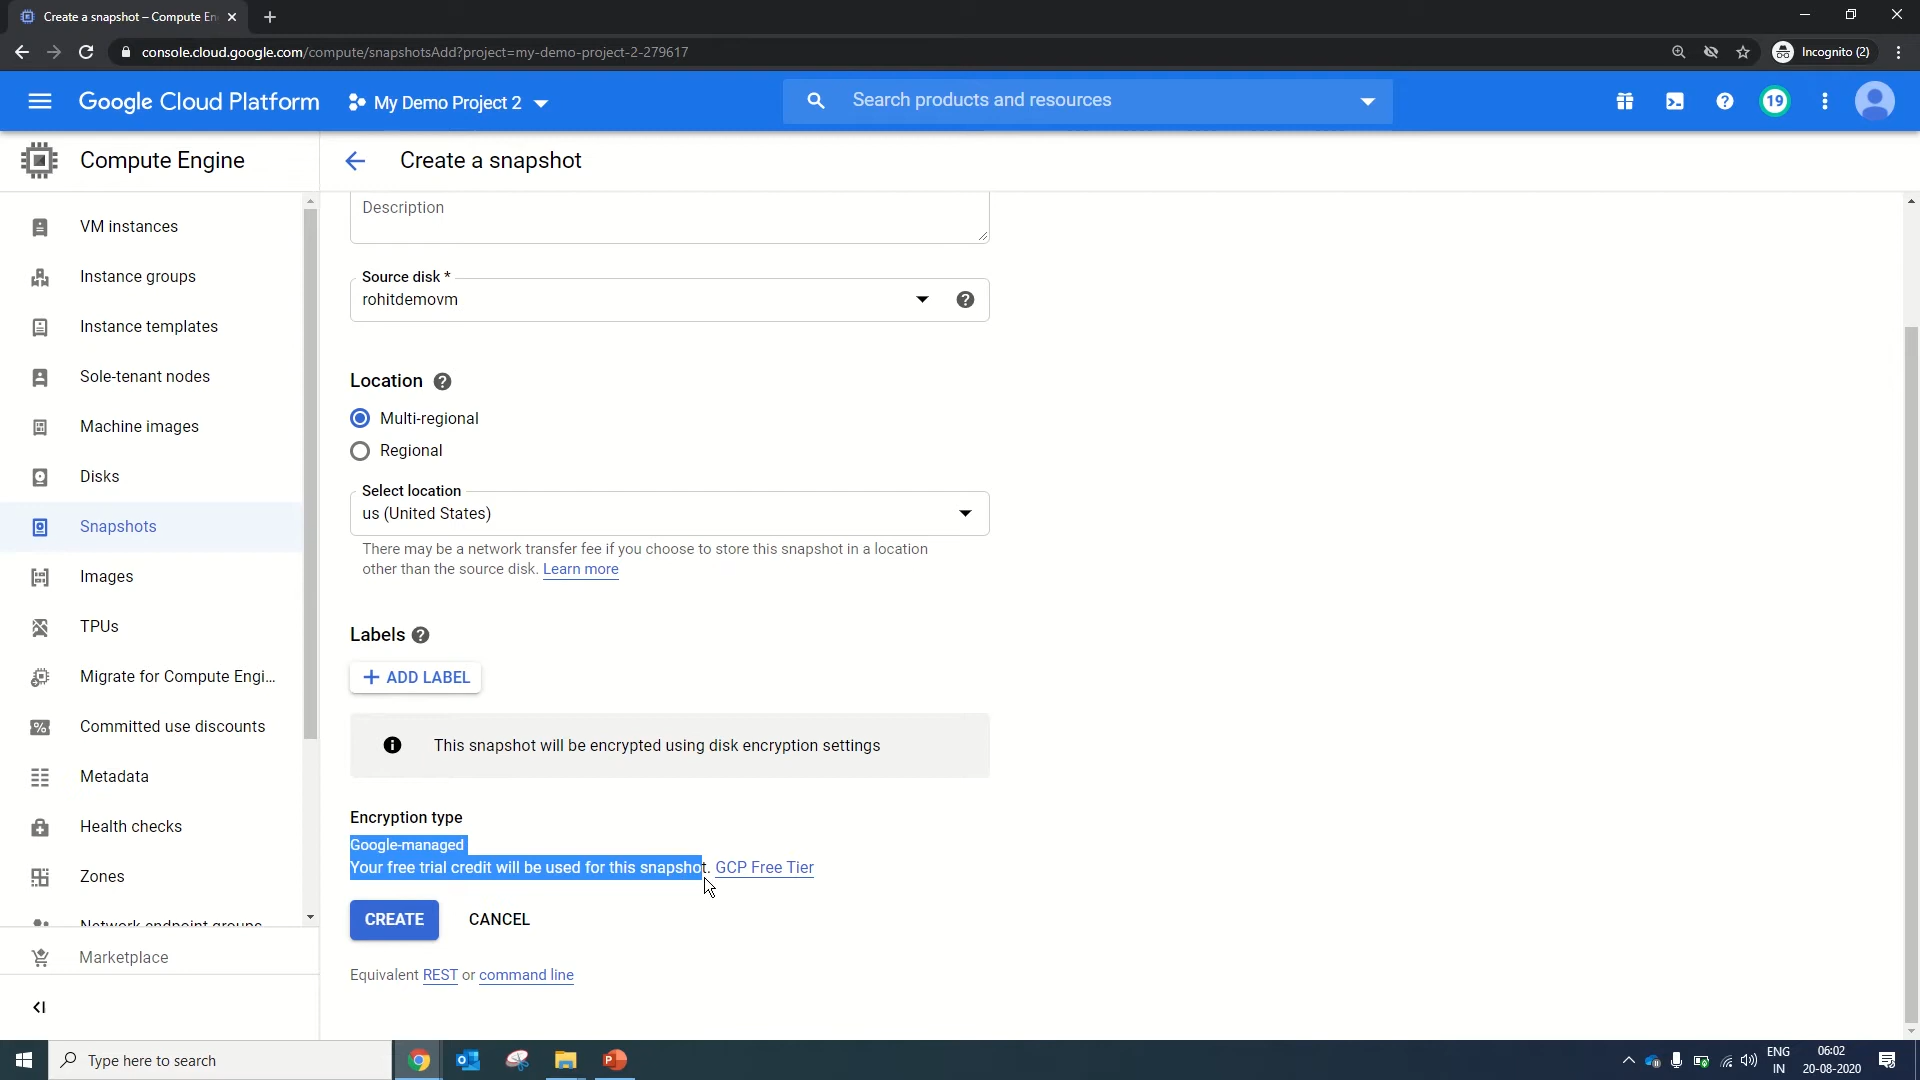 Create a snapshot – Compute En
console.cloud.google.com/compute/snapshotsAdd?project=my-demo-project-2-279617
Incognito (2)
Google Cloud Platform
My Demo Project 2
Search products and resources
19
Compute Engine
Create a snapshot
VM instances
Instance groups
Instance templates
Sole-tenant nodes
Machine images
Disks
Snapshots
Images
TPUs
Migrate for Compute Engi...
Committed use discounts
Metadata
Health checks
Zones
Network endpoint groups
Marketplace
Description
Source disk *
rohitdemovm
Location
Multi-regional
Regional
Select location
us (United States)
There may be a network transfer fee if you choose to store this snapshot in a location
other than the source disk. Learn more
Labels
ADD LABEL
This snapshot will be encrypted using disk encryption settings
Encryption type
Google-managed
Your free trial credit will be used for this snapshot. GCP Free Tier
CREATE
CANCEL
Equivalent REST or command line
Type here to search
ENG
IN
06:02
20-08-2020